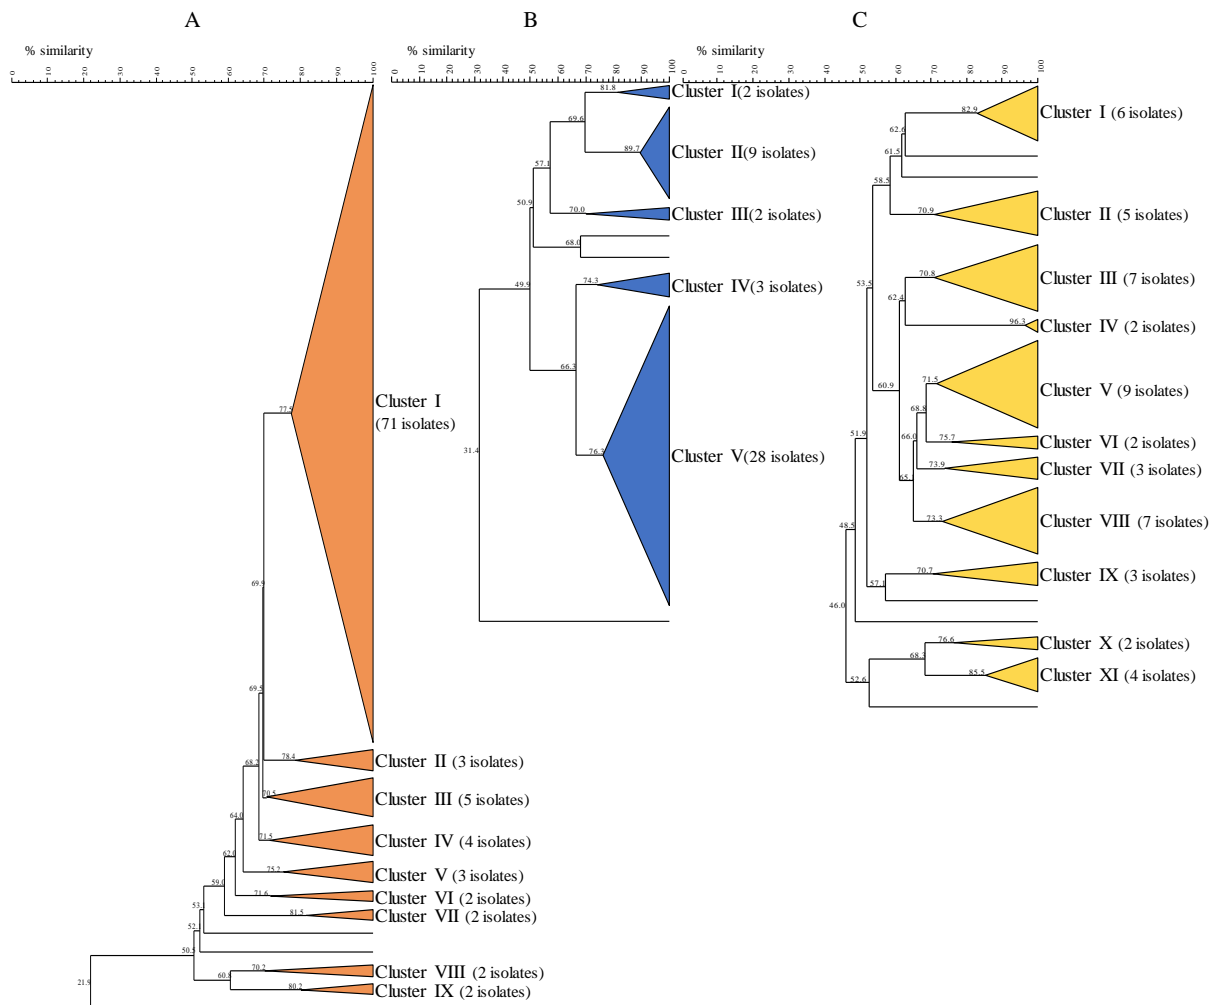 A
% similarity
0 10 20 30 40 50 60 70 80 90 100
77.5
Cluster I
(71 isolates)
69.9
69.5
78.4
Cluster II (3 isolates)
68.2
70.5
Cluster III (5 isolates)
64.0
71.5
Cluster IV (4 isolates)
62.0
75.2
Cluster V (3 isolates)
59.0
71.6
Cluster VI (2 isolates)
81.5
Cluster VII (2 isolates)
50.5
70.2
Cluster VIII (2 isolates)
60.8
80.2
Cluster IX (2 isolates)
21.9
B
% similarity
0 10 20 30 40 50 60 70 80 90 100
81.8
Cluster I(2 isolates)
69.6
89.7
Cluster II(9 isolates)
57.1
50.9
70.0
Cluster III(2 isolates)
68.0
49.9
74.3
Cluster IV(3 isolates)
66.3
31.4
76.3
Cluster V(28 isolates)
C
% similarity
0 10 20 30 40 50 60 70 80 90 100
82.9
Cluster I (6 isolates)
62.6
61.5
58.5
70.9
Cluster II (5 isolates)
53.5
70.8
Cluster III (7 isolates)
62.4
96.3
Cluster IV (2 isolates)
60.9
71.5
Cluster V (9 isolates)
68.8
51.9
66.0
75.7
Cluster VI (2 isolates)
73.9
Cluster VII (3 isolates)
48.5
73.3
Cluster VIII (7 isolates)
70.7
Cluster IX (3 isolates)
57.1
46.0
76.6
Cluster X (2 isolates)
68.3
52.6
85.5
Cluster XI (4 isolates)